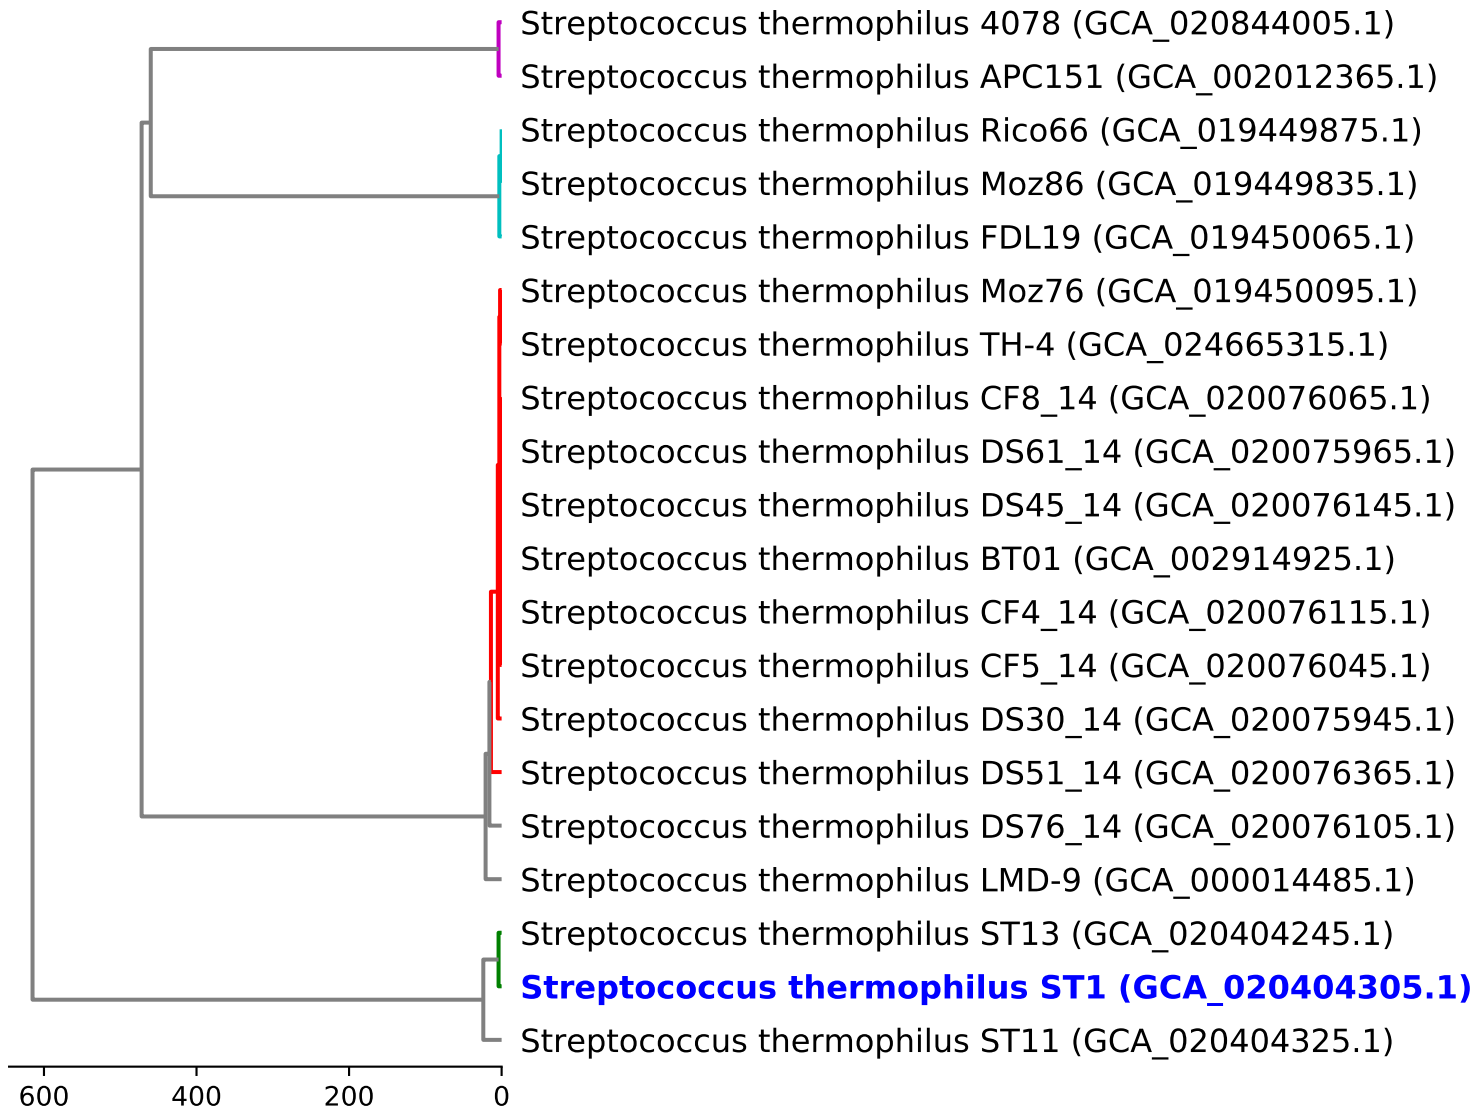 Streptococcus thermophilus 4078 (GCA_020844005.1)
Streptococcus thermophilus APC151 (GCA_002012365.1)
Streptococcus thermophilus Rico66 (GCA_019449875.1)
Streptococcus thermophilus Moz86 (GCA_019449835.1)
Streptococcus thermophilus FDL19 (GCA_019450065.1)
Streptococcus thermophilus Moz76 (GCA_019450095.1)
Streptococcus thermophilus TH-4 (GCA_024665315.1)
Streptococcus thermophilus CF8_14 (GCA_020076065.1)
Streptococcus thermophilus DS61_14 (GCA_020075965.1)
Streptococcus thermophilus DS45_14 (GCA_020076145.1)
Streptococcus thermophilus BT01 (GCA_002914925.1)
Streptococcus thermophilus CF4_14 (GCA_020076115.1)
Streptococcus thermophilus CF5_14 (GCA_020076045.1)
Streptococcus thermophilus DS30_14 (GCA_020075945.1)
Streptococcus thermophilus DS51_14 (GCA_020076365.1)
Streptococcus thermophilus DS76_14 (GCA_020076105.1)
Streptococcus thermophilus LMD-9 (GCA_000014485.1)
Streptococcus thermophilus ST13 (GCA_020404245.1)
Streptococcus thermophilus ST1 (GCA_020404305.1)
Streptococcus thermophilus ST11 (GCA_020404325.1)
600 400 200 0